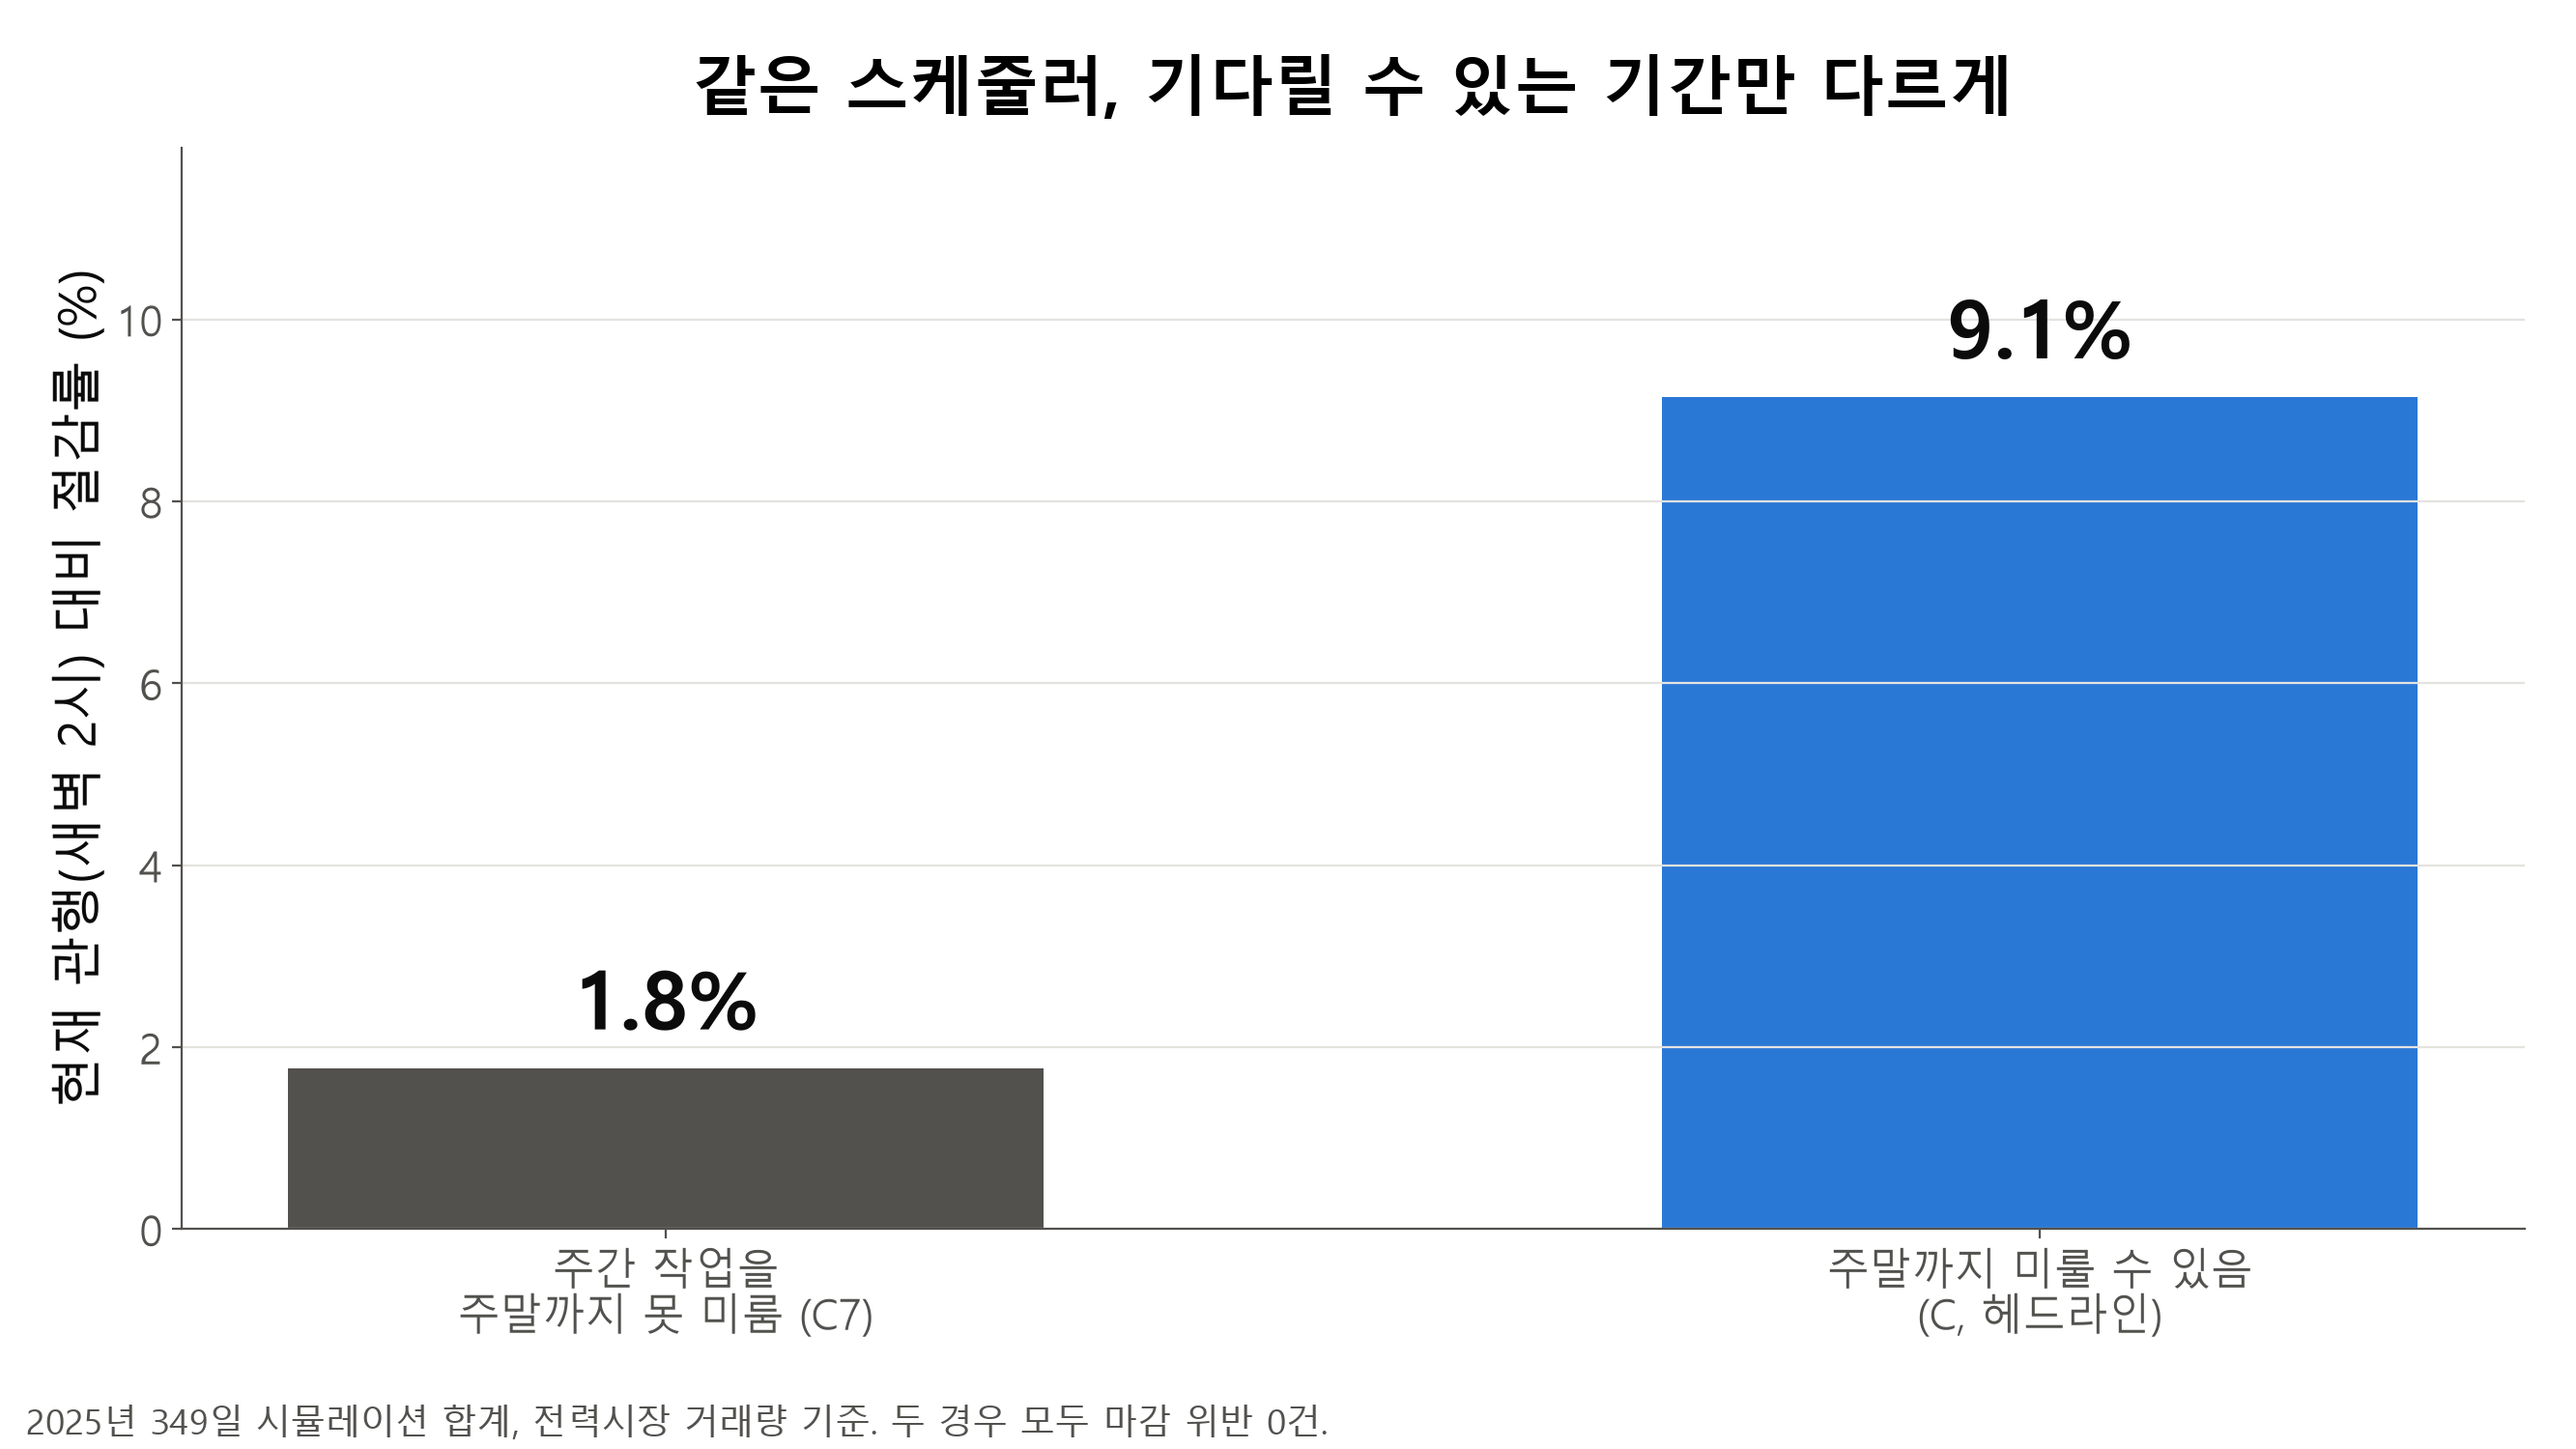 같은 스케줄러, 기다릴 수 있는 기간만 다르게
현재 관행(새벽 2시) 대비 절감률 (%)
10
8
6
4
2
0
9.1%
1.8%
주간 작업을
주말까지 못 미룸 (C7)
주말까지 미룰 수 있음
(C, 헤드라인)
2025년 349일 시뮬레이션 합계, 전력시장 거래량 기준. 두 경우 모두 마감 위반 0건.